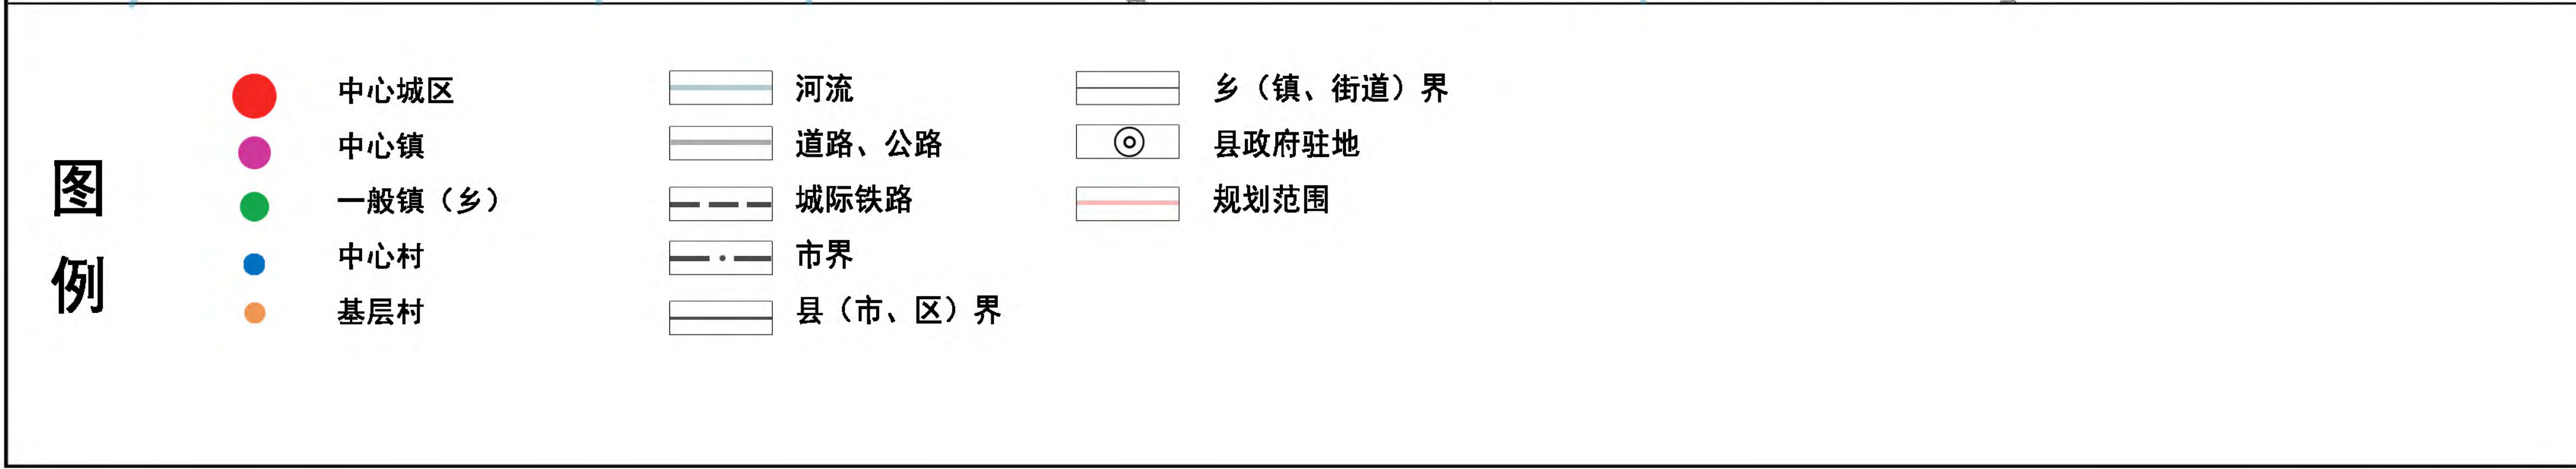 图例
中心城区
中心镇
一般镇（乡）
中心村
基层村
河流
道路、公路
城际铁路
市界
县（市、区）界
乡（镇、街道）界
县政府驻地
规划范围